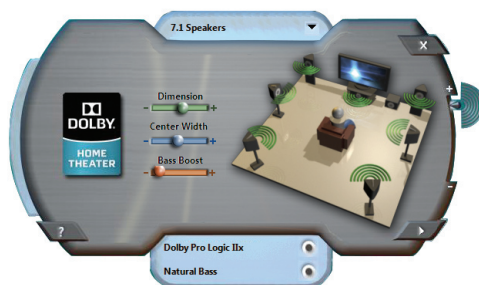 7.1 Speakers
X
Dimension
- +
DOLBY.
Center Width
- +
HOME
THEATER
Bass Boost
- +
+
-
?
Dolby Pro Logic IIx
Natural Bass